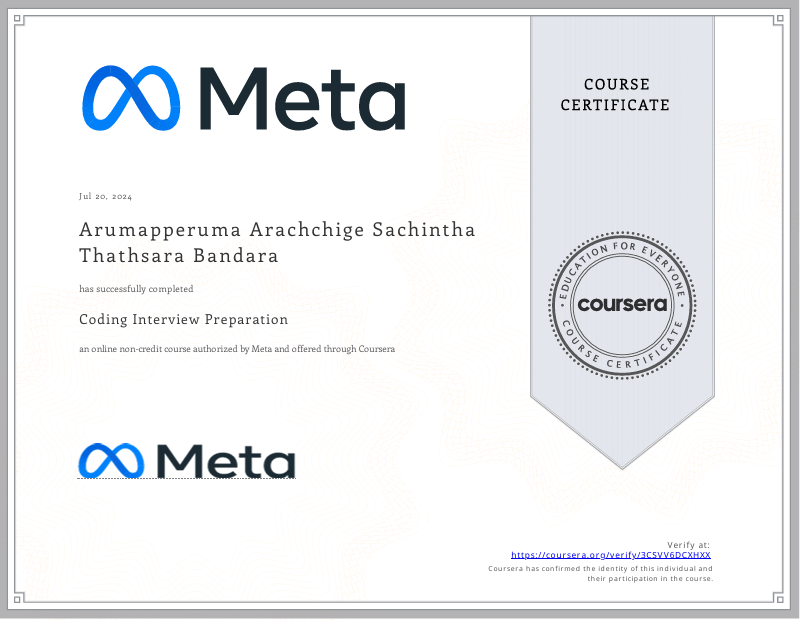 Meta
COURSE
CERTIFICATE
Jul 20, 2024
Arumapperuma Arachchige Sachintha
Thathsara Bandara
has successfully completed
Coding Interview Preparation
an online non-credit course authorized by Meta and offered through Coursera
EDUCATION FOR EVERYONE
coursera
COURSE CERTIFICATE
Meta
Verify at:
https://coursera.org/verify/3CSVV6DCXHXX
Coursera has confirmed the identity of this individual and
their participation in the course.